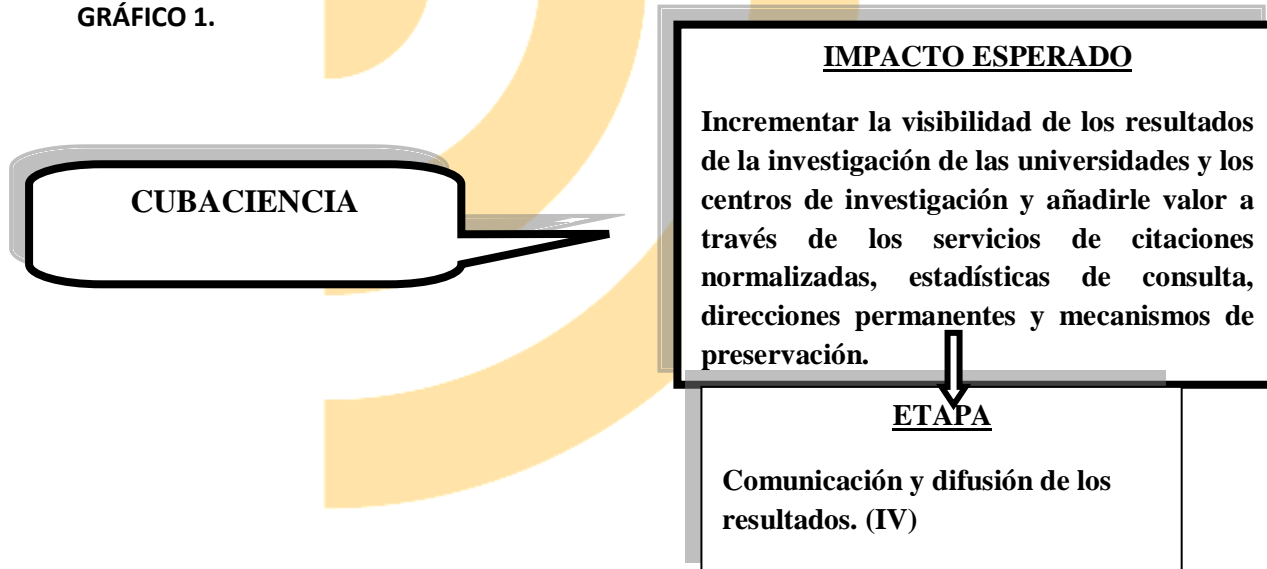 GRÁFICO 1.
CUBACIENCIA
IMPACTO ESPERADO
Incrementar la visibilidad de los resultados
de la investigación de las universidades y los
centros de investigación y añadirle valor a
través de los servicios de citaciones
normalizadas, estadísticas de consulta,
direcciones permanentes y mecanismos de
preservación.
ETAPA
Comunicación y difusión de los
resultados. (IV)